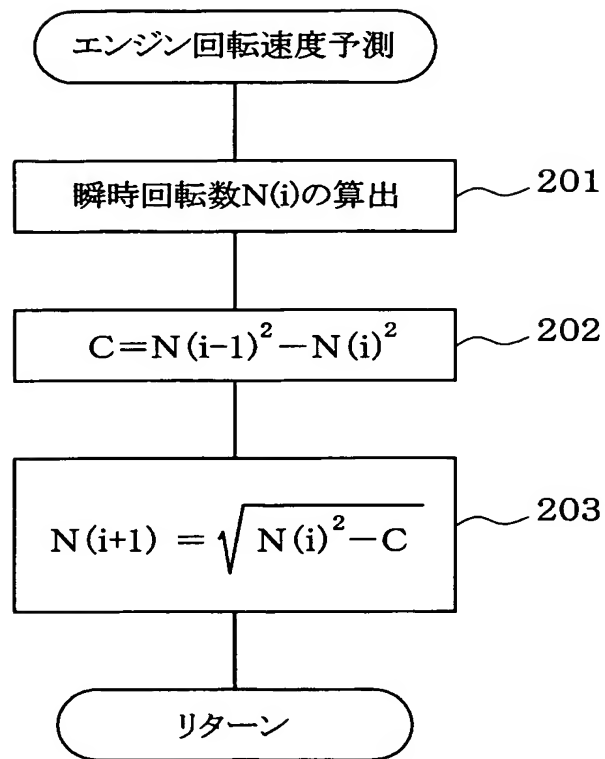 エンジン回転速度予測
瞬時回転数N(i)の算出
201
C=N(i-1)²-N(i)²
202
N(i+1) = √N(i)²-C
203
リターン